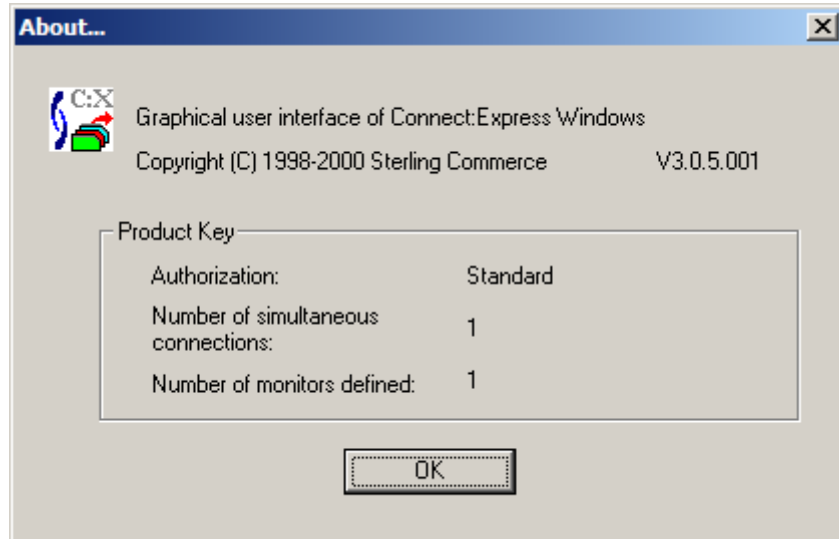 About...
C:X
Graphical user interface of Connect:Express Windows
Copyright (C) 1998-2000 Sterling Commerce V3.0.5.001
Product Key
Authorization: Standard
Number of simultaneous
connections: 1
Number of monitors defined: 1
OK